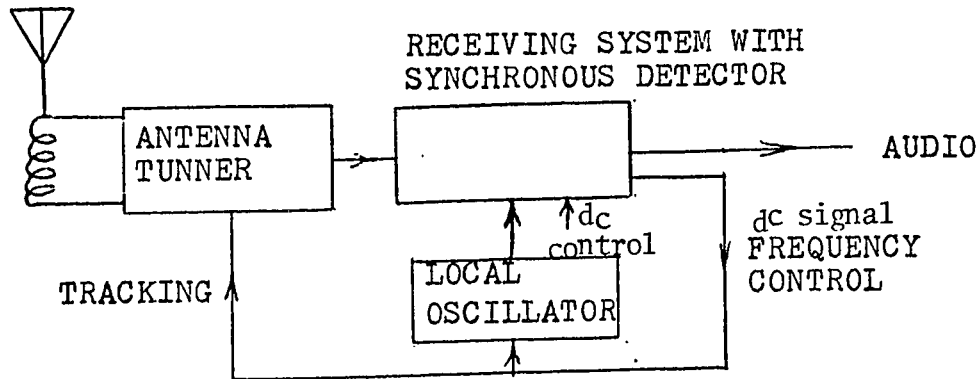 RECEIVING SYSTEM WITH
SYNCHRONOUS DETECTOR
ANTENNA
TUNNER
AUDIO
dc
control
dc signal
FREQUENCY
CONTROL
TRACKING
LOCAL
OSCILLATOR